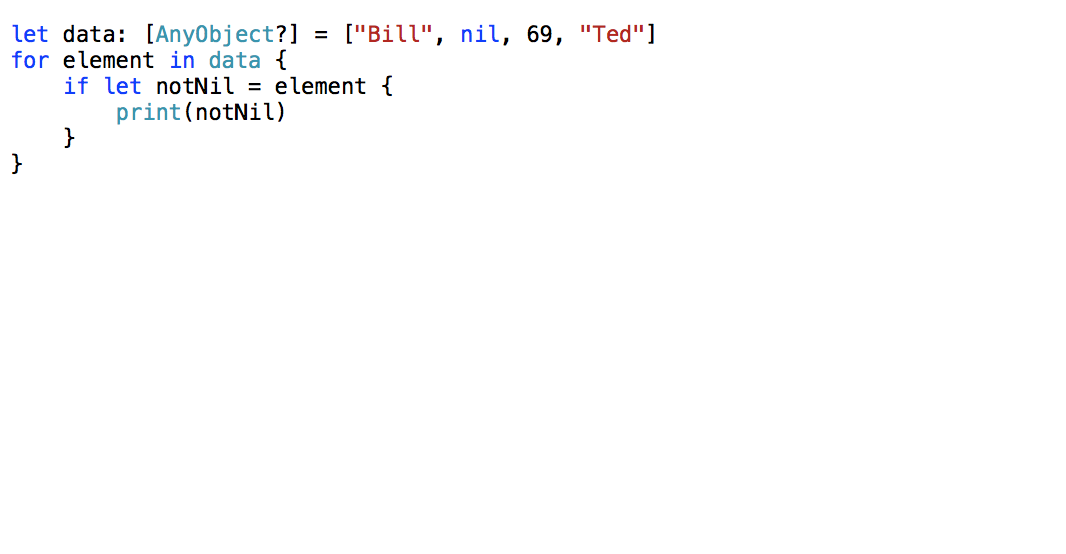 let data: [AnyObject?] = ["Bill", nil, 69, "Ted"]
for element in data {
    if let notNil = element {
        print(notNil)
    }
}